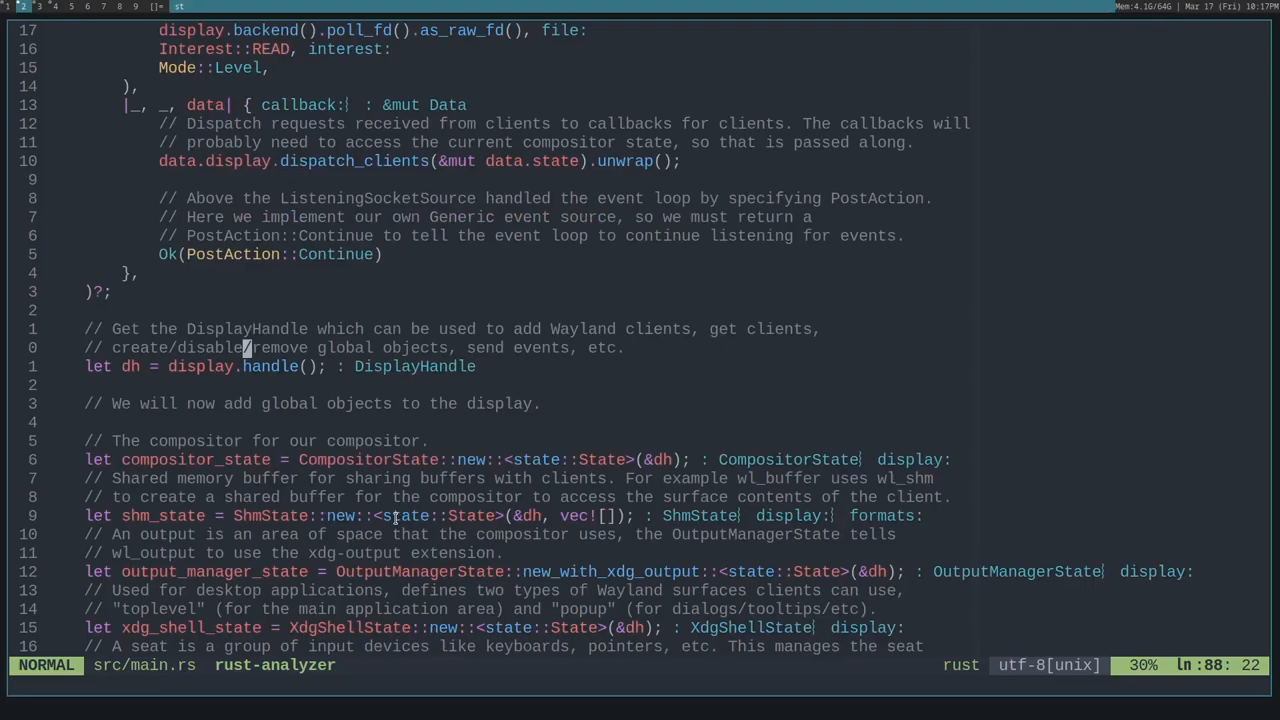 1 2 3 4 5 6 7 8 9 []= st Mem:4.1G/64G | Mar 17 (Fri) 10:17PM
17 display.backend().poll_fd().as_raw_fd(), file:
16 Interest::READ, interest:
15 Mode::Level,
14 ),
13 |_, _, data| { callback: : &mut Data
12 // Dispatch requests received from clients to callbacks for clients. The callbacks will
11 // probably need to access the current compositor state, so that is passed along.
10 data.display.dispatch_clients(&mut data.state).unwrap();
9
8 // Above the ListeningSocketSource handled the event loop by specifying PostAction.
7 // Here we implement our own Generic event source, so we must return a
6 // PostAction::Continue to tell the event loop to continue listening for events.
5 Ok(PostAction::Continue)
4 },
3 )?;
2
1 // Get the DisplayHandle which can be used to add Wayland clients, get clients,
0 // create/disable/remove global objects, send events, etc.
1 let dh = display.handle(); : DisplayHandle
2
3 // We will now add global objects to the display.
4
5 // The compositor for our compositor.
6 let compositor_state = CompositorState::new::<state::State>(&dh); : CompositorState display:
7 // Shared memory buffer for sharing buffers with clients. For example wl_buffer uses wl_shm
8 // to create a shared buffer for the compositor to access the surface contents of the client.
9 let shm_state = ShmState::new::<state::State>(&dh, vec![]); : ShmState display: formats:
10 // An output is an area of space that the compositor uses, the OutputManagerState tells
11 // wl_output to use the xdg-output extension.
12 let output_manager_state = OutputManagerState::new_with_xdg_output::<state::State>(&dh); : OutputManagerState display:
13 // Used for desktop applications, defines two types of Wayland surfaces clients can use,
14 // "toplevel" (for the main application area) and "popup" (for dialogs/tooltips/etc).
15 let xdg_shell_state = XdgShellState::new::<state::State>(&dh); : XdgShellState display:
16 // A seat is a group of input devices like keyboards, pointers, etc. This manages the seat
NORMAL src/main.rs rust-analyzer rust utf-8[unix] 30% ln:88: 22